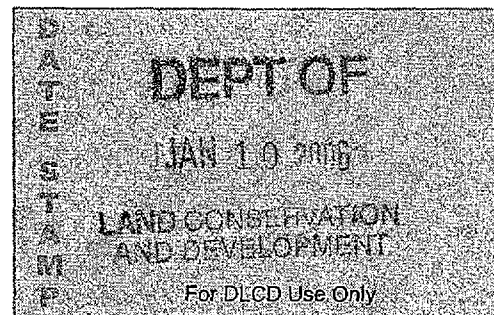 DATE STAMP
DEPT OF
JAN 10 2006
LAND CONSERVATION
AND DEVELOPMENT
For DLCD Use Only